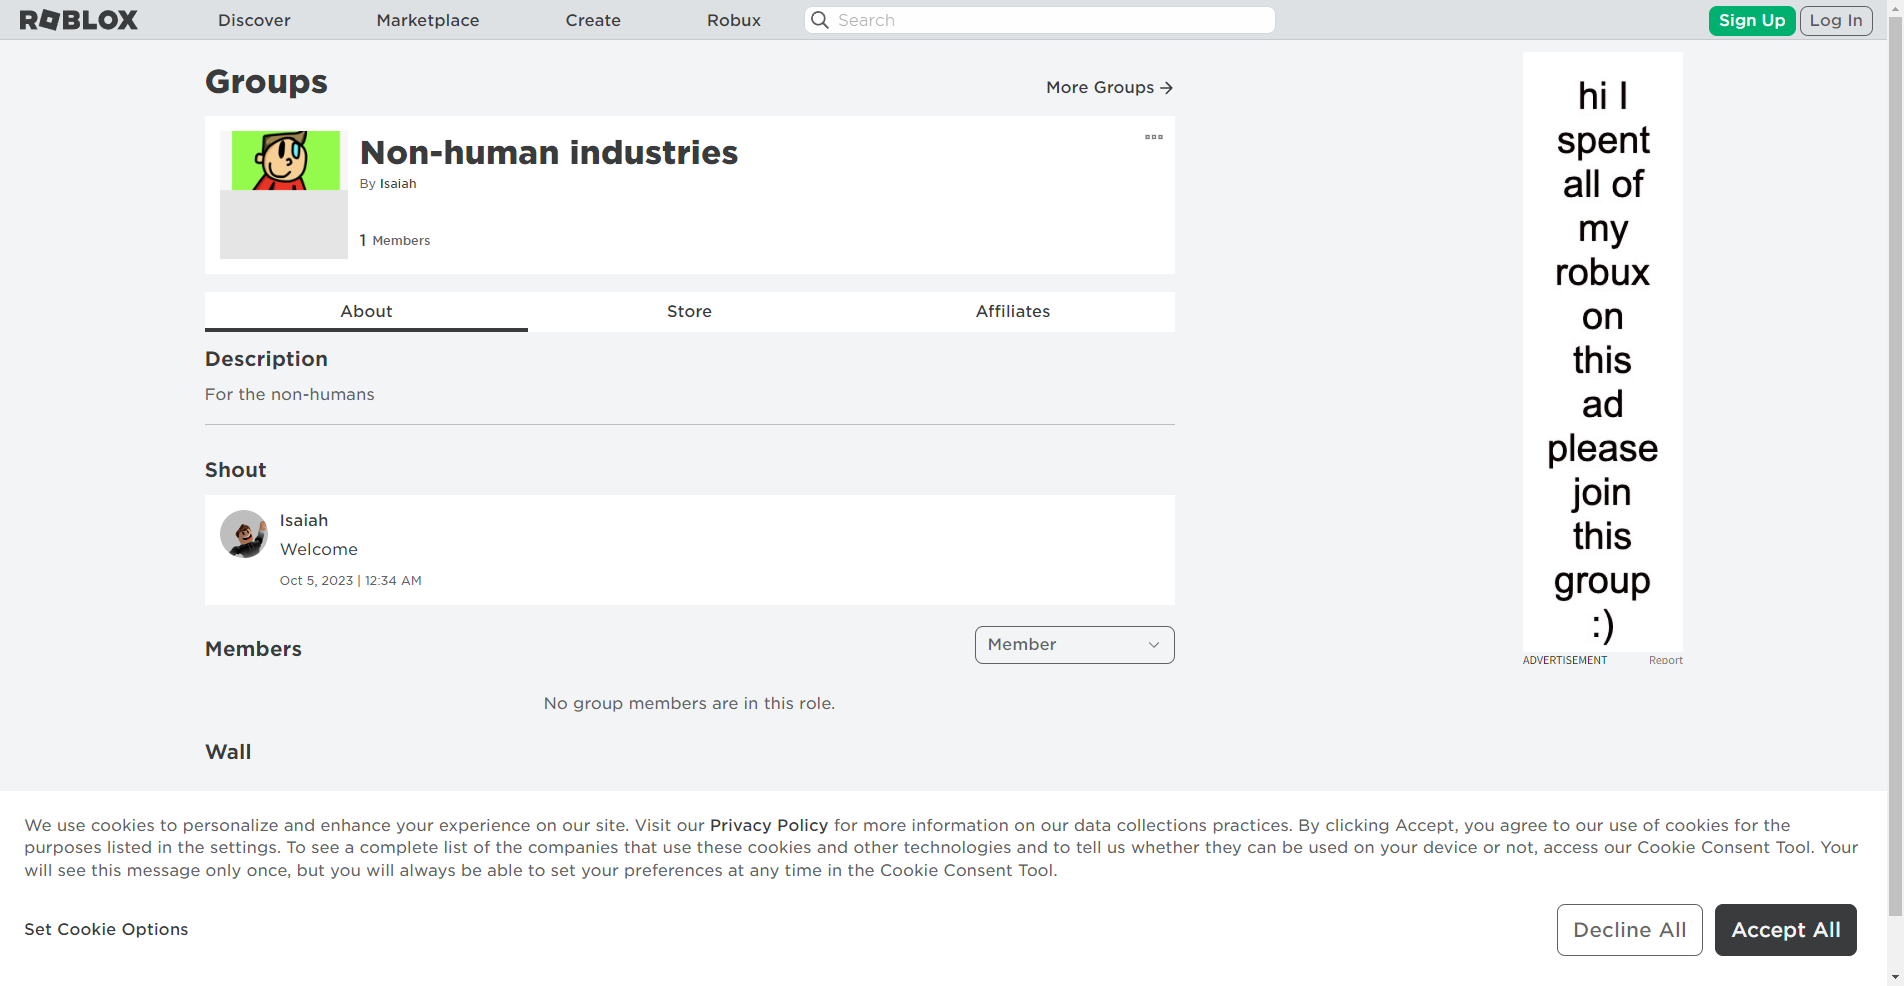 ROBLOX
Discover
Marketplace
Create
Robux
Search
Sign Up
Log In
Groups
More Groups →
Non-human industries
By Isaiah
1 Members
About
Store
Affiliates
Description
For the non-humans
Shout
Isaiah
Welcome
Oct 5, 2023 | 12:34 AM
Members
Member
No group members are in this role.
Wall
hi I
spent
all of
my
robux
on
this
ad
please
join
this
group
:)
ADVERTISEMENT
Report
We use cookies to personalize and enhance your experience on our site. Visit our Privacy Policy for more information on our data collections practices. By clicking Accept, you agree to our use of cookies for the
purposes listed in the settings. To see a complete list of the companies that use these cookies and other technologies and to tell us whether they can be used on your device or not, access our Cookie Consent Tool. Your
will see this message only once, but you will always be able to set your preferences at any time in the Cookie Consent Tool.
Set Cookie Options
Decline All
Accept All